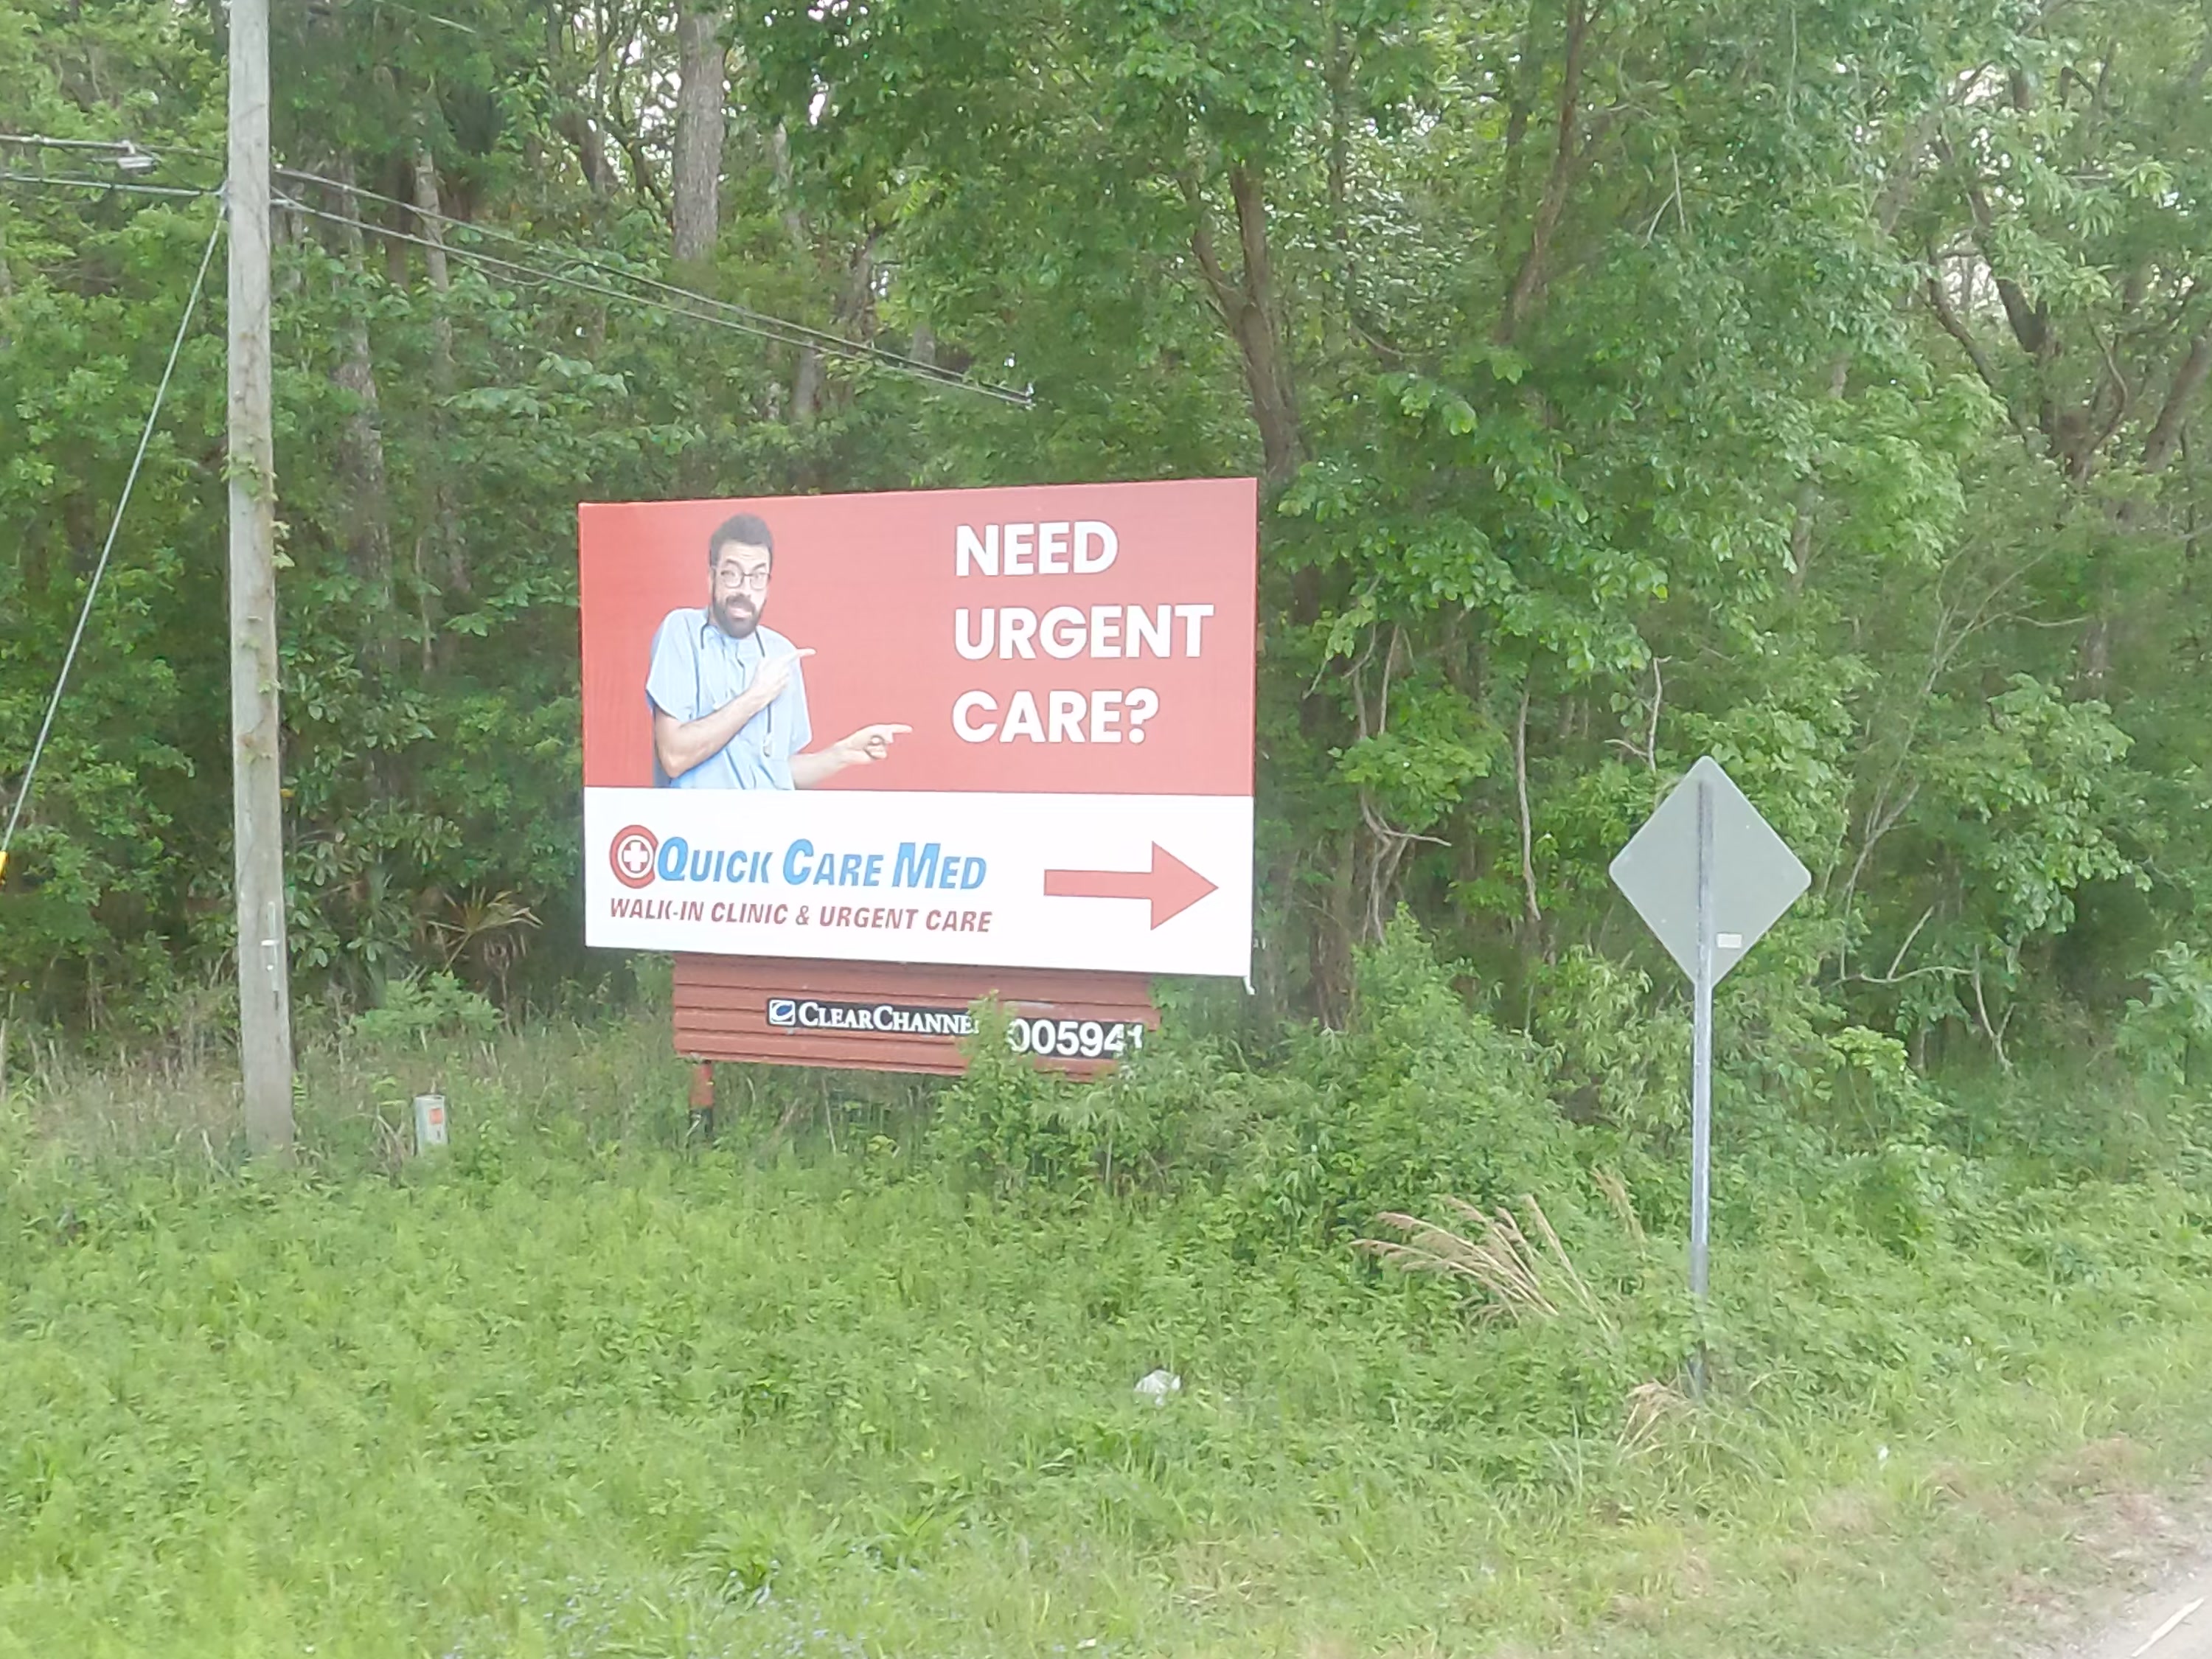 NEED
URGENT
CARE?
QUICK CARE MED
WALK-IN CLINIC & URGENT CARE
CLEARCHANNEL
005941